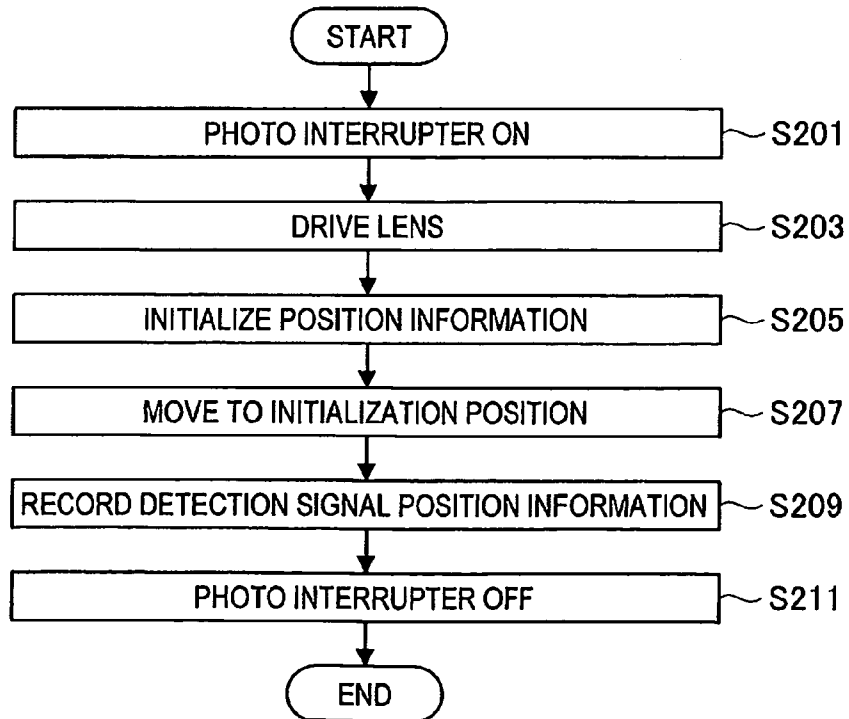 START
PHOTO INTERRUPTER ON S201
DRIVE LENS S203
INITIALIZE POSITION INFORMATION S205
MOVE TO INITIALIZATION POSITION S207
RECORD DETECTION SIGNAL POSITION INFORMATION S209
PHOTO INTERRUPTER OFF S211
END